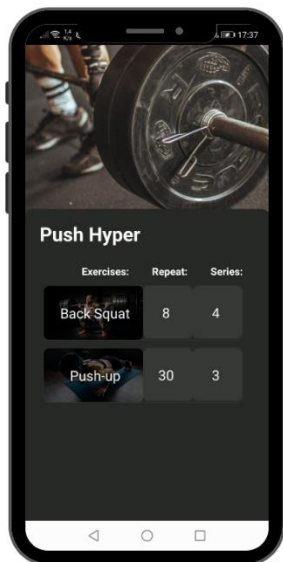 17:37
Push Hyper
Exercises: Repeat: Series:
Back Squat 8 4
Push-up 30 3